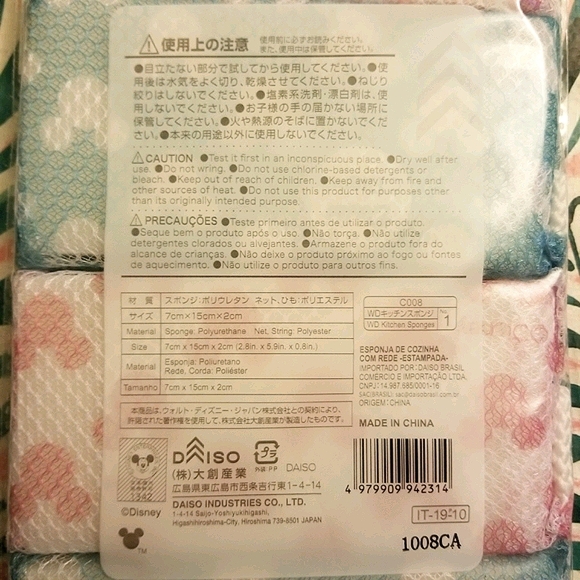 使用上の注意 使用前に必ずお読みください。
また、使用中は保管してください。
●目立たない部分で試してから使用してください。●使
用後は水気をよく切り、乾燥させてください。●ねじり
絞りはしないでください。●塩素系洗剤・漂白剤は、使
用しないでください。●お子様の手の届かない場所に
保管してください。●火や熱源のそばに置かないでくだ
さい。●本来の用途以外に使用しないでください。
CAUTION ●Test it first in an inconspicuous place. ●Dry well after
use. ●Do not wring. ●Do not use chlorine-based detergents or
bleach. ●Keep out of reach of children. ●Keep away from fire and
other sources of heat. ●Do not use this product for purposes other
than its originally intended purpose.
PRECAUÇÕES ●Teste primeiro antes de utilizar o produto.
●Seque bem o produto após o uso. ●Não torça. ●Não utilize
detergentes clorados ou alvejantes. ●Armazene o produto fora do
alcance de crianças. ●Não deixe o produto próximo ao fogo ou fontes
de aquecimento. ●Não utilize o produto para outros fins.
材質 スポンジ:ポリウレタン ネット、ひも:ポリエステル
サイズ 7cm×15cm×2cm
Material Sponge: Polyurethane Net, String: Polyester
Size 7cm x 15cm x 2cm (2.8in. x 5.9in. x 0.8in.)
Material Esponja: Poliuretano
Rede, Corda: Poliéster
Tamanho 7cm x 15cm x 2cm
本商品は、ウォルト・ディズニー・ジャパン株式会社との契約により、
許諾された著作権を使用して、株式会社大創産業が製造したものです。
C008
WDキッチンスポンジ No.
WD Kitchen Sponges 1
ESPONJA DE COZINHA
COM REDE -ESTAMPADA-
IMPORTADO POR:DAISO BRASIL
COMÉRCIO E IMPORTAÇÃO LTDA.
CNPJ:14.987.885/0001-16
SAC/BRASIL: sac@daisobrasil.com.br
ORIGEM:CHINA
MADE IN CHINA
1342
©Disney
DAISO
プラ
外装:PP
DAISO
(株)大創産業
広島県東広島市西条吉行東1-4-14
DAISO INDUSTRIES CO., LTD.
1-4-14 Saijo-Yoshiyukihigashi,
Higashihiroshima-City, Hiroshima 739-8501 JAPAN
4 979909 942314
IT-19-10
1008CA